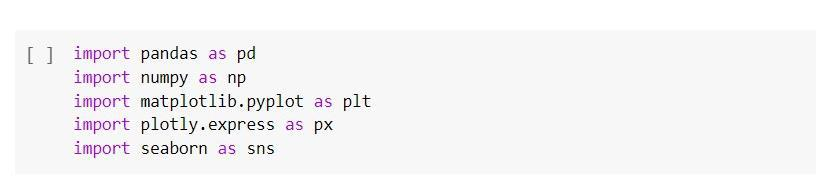 [ ] import pandas as pd
import numpy as np
import matplotlib.pyplot as plt
import plotly.express as px
import seaborn as sns